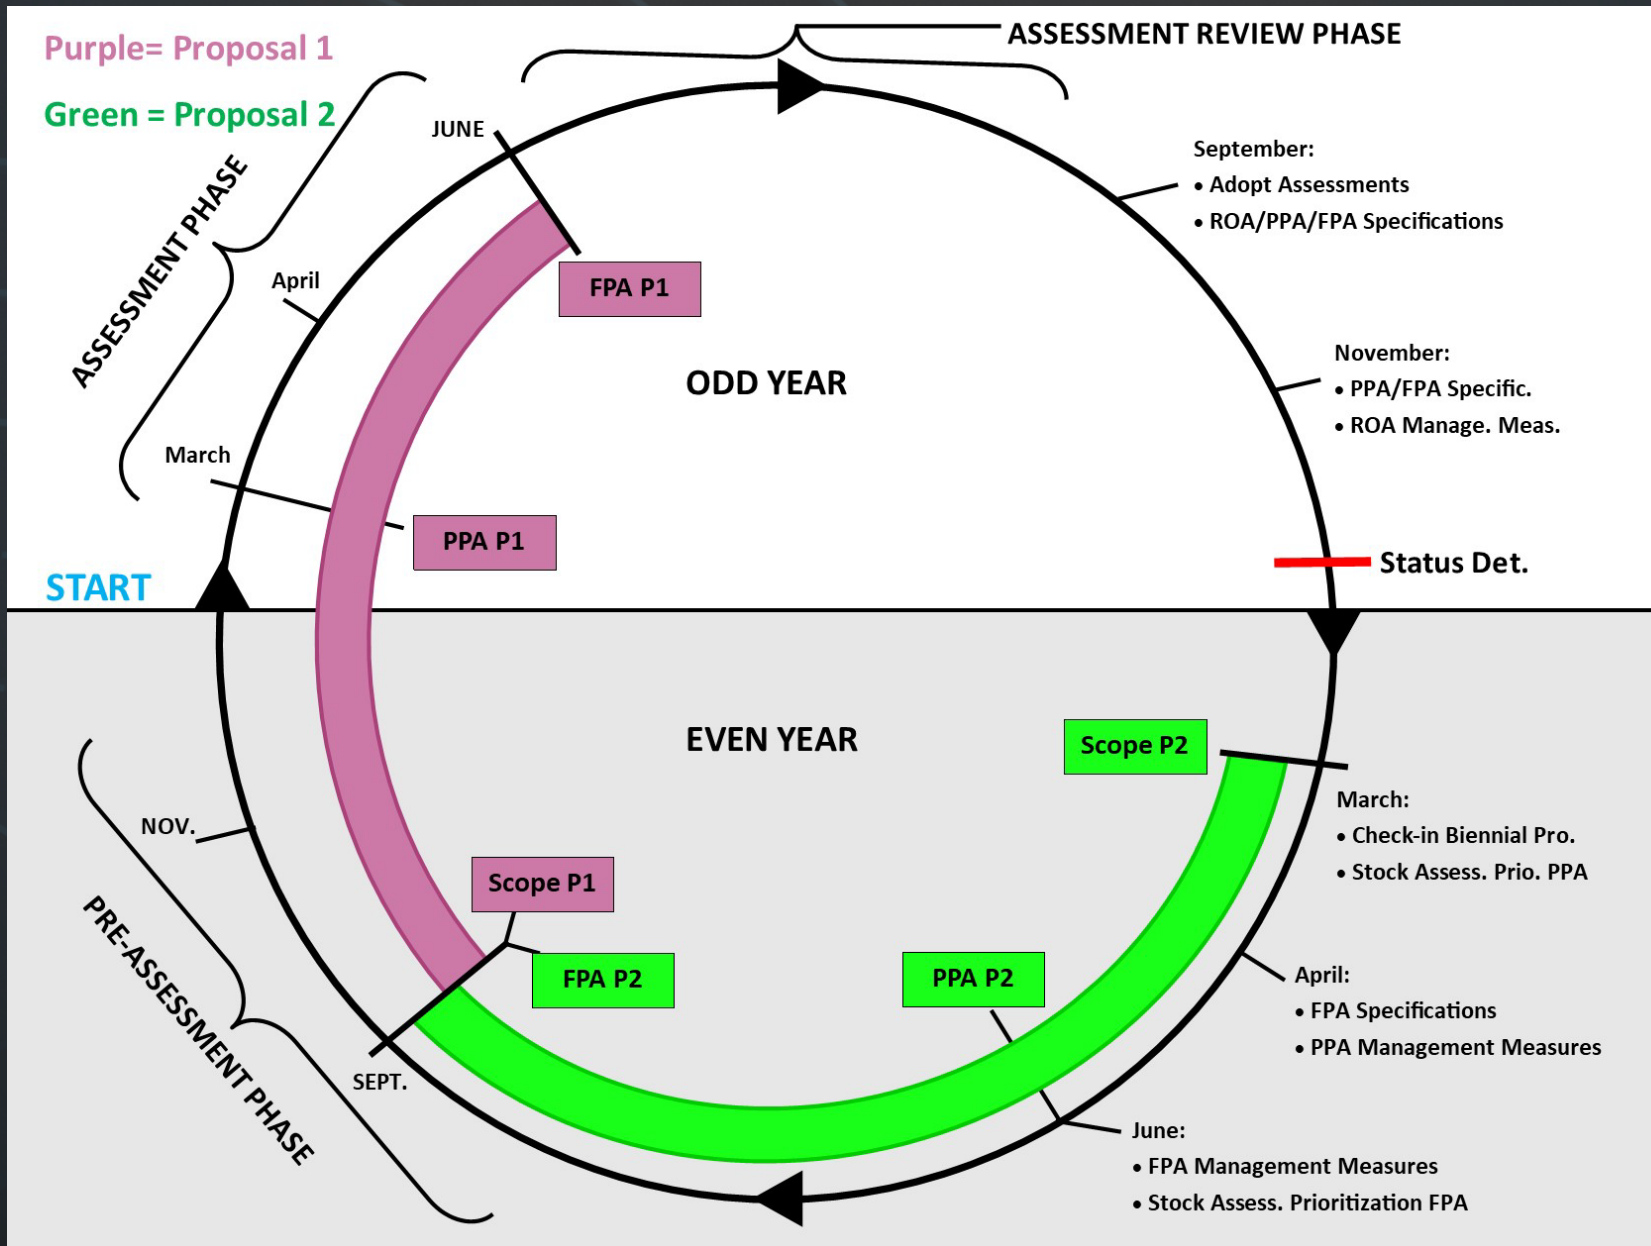 Purple= Proposal 1
Green = Proposal 2
ASSESSMENT REVIEW PHASE
JUNE
ASSESSMENT PHASE
September:
• Adopt Assessments
• ROA/PPA/FPA Specifications
April
FPA P1
ODD YEAR
November:
• PPA/FPA Specific.
• ROA Manage. Meas.
March
PPA P1
Status Det.
START
EVEN YEAR
Scope P2
March:
• Check-in Biennial Pro.
• Stock Assess. Prio. PPA
NOV.
Scope P1
FPA P2
PPA P2
April:
• FPA Specifications
• PPA Management Measures
PRE-ASSESSMENT PHASE
SEPT.
June:
• FPA Management Measures
• Stock Assess. Prioritization FPA